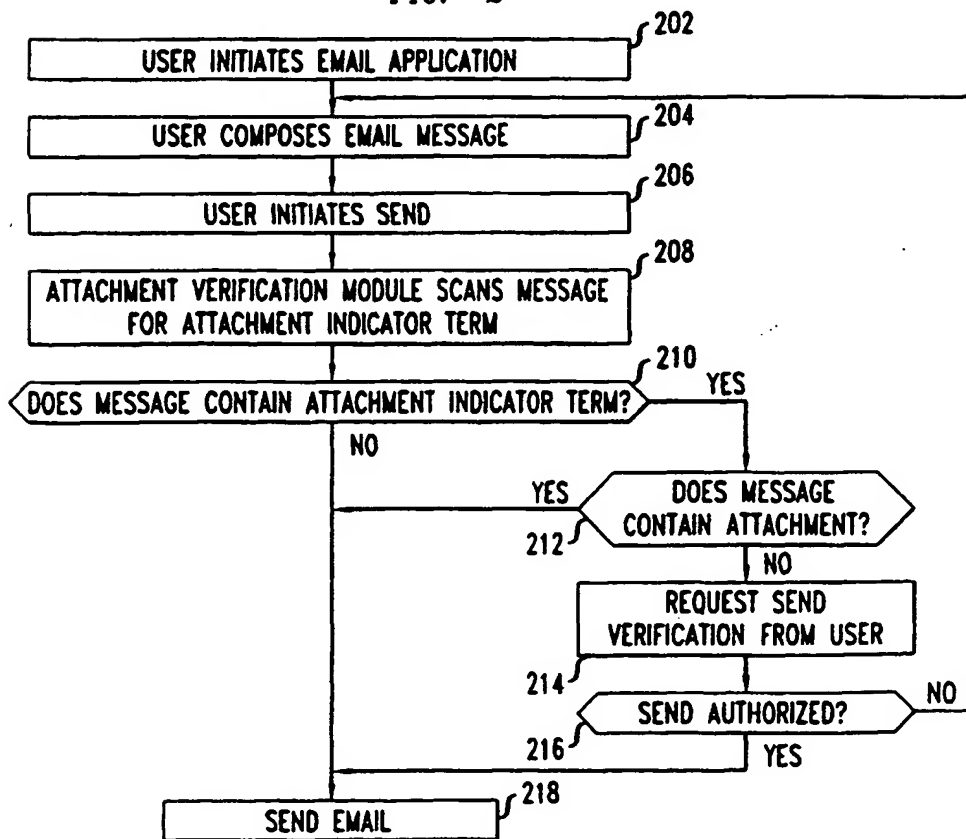 202
USER INITIATES EMAIL APPLICATION
204
USER COMPOSES EMAIL MESSAGE
206
USER INITIATES SEND
208
ATTACHMENT VERIFICATION MODULE SCANS MESSAGE
FOR ATTACHMENT INDICATOR TERM
210
DOES MESSAGE CONTAIN ATTACHMENT INDICATOR TERM?
YES
NO
YES
DOES MESSAGE
CONTAIN ATTACHMENT?
212
NO
REQUEST SEND
VERIFICATION FROM USER
214
SEND AUTHORIZED?
NO
216
YES
218
SEND EMAIL